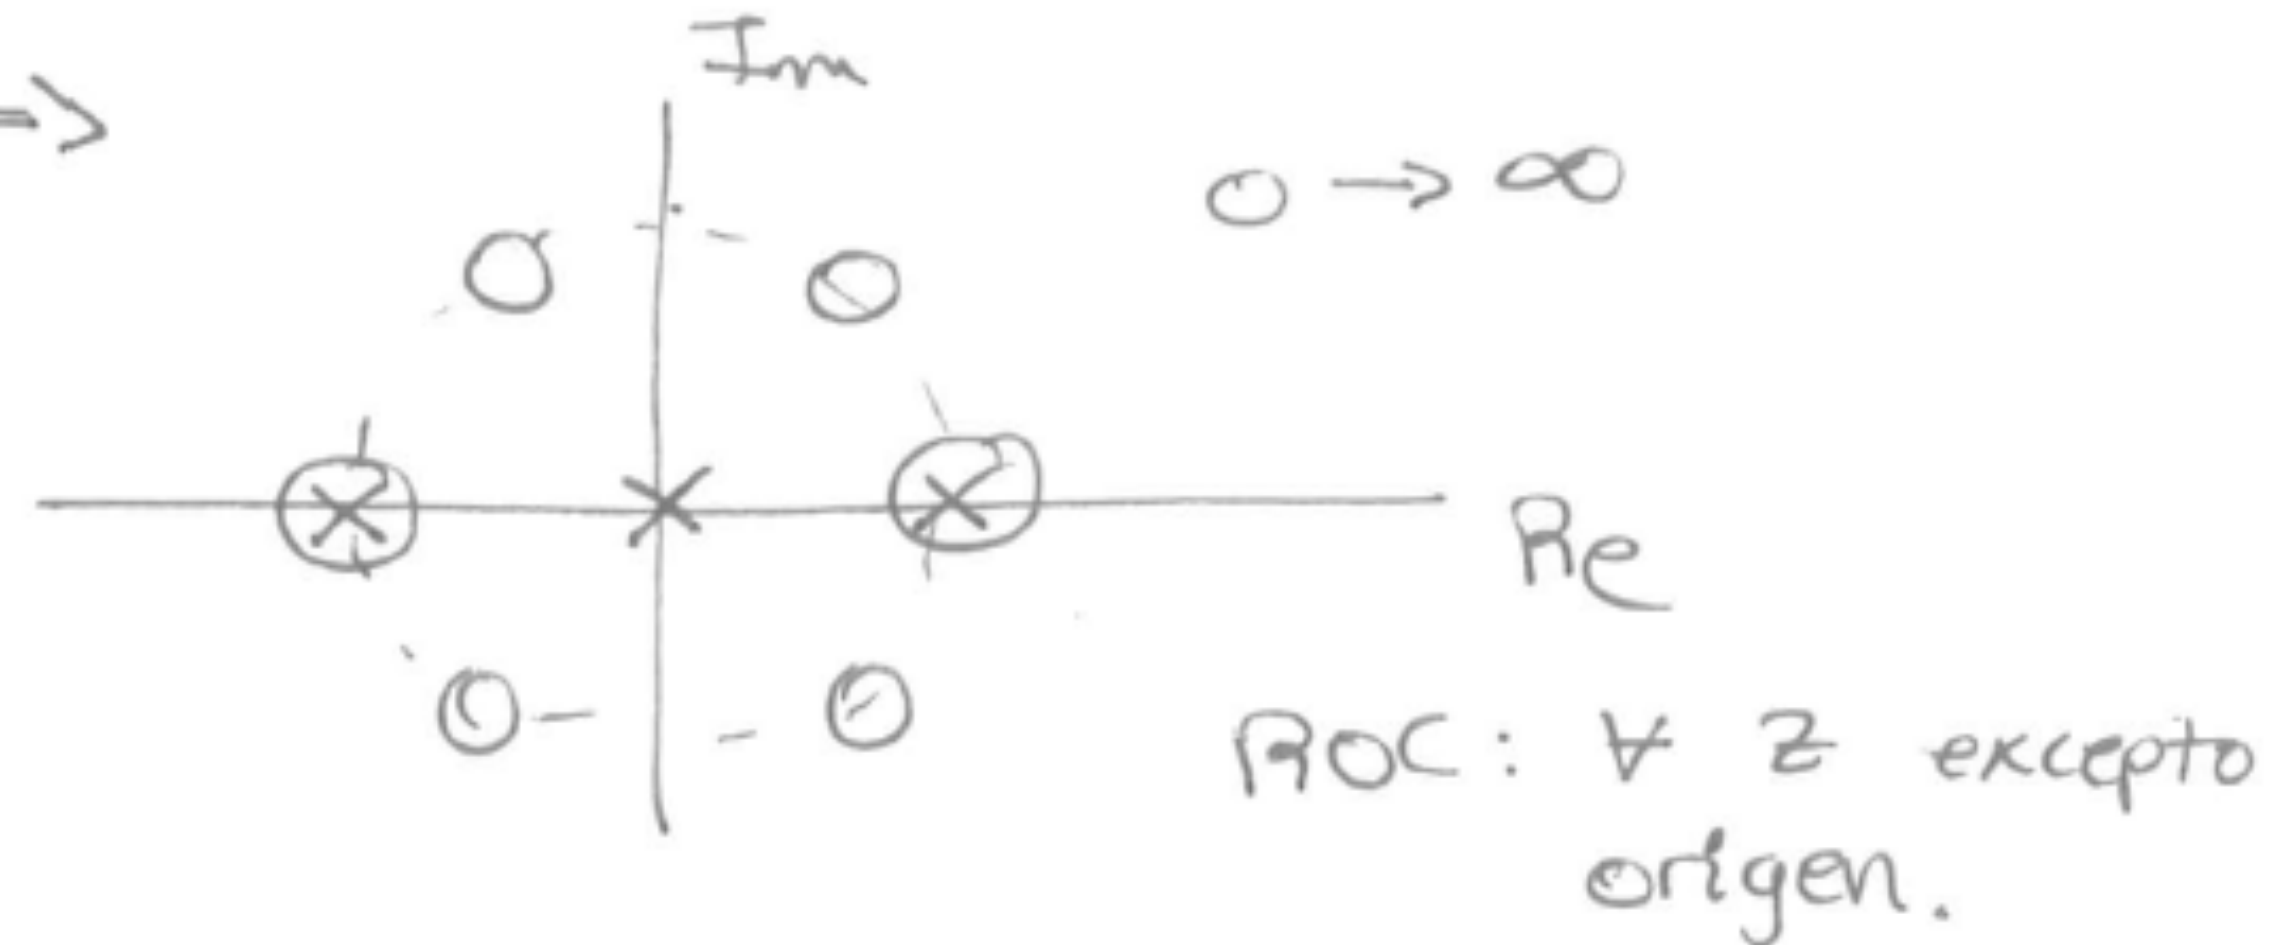 =>
Im
o → ∞
Re
ROC: ∀ z excepto
origen.